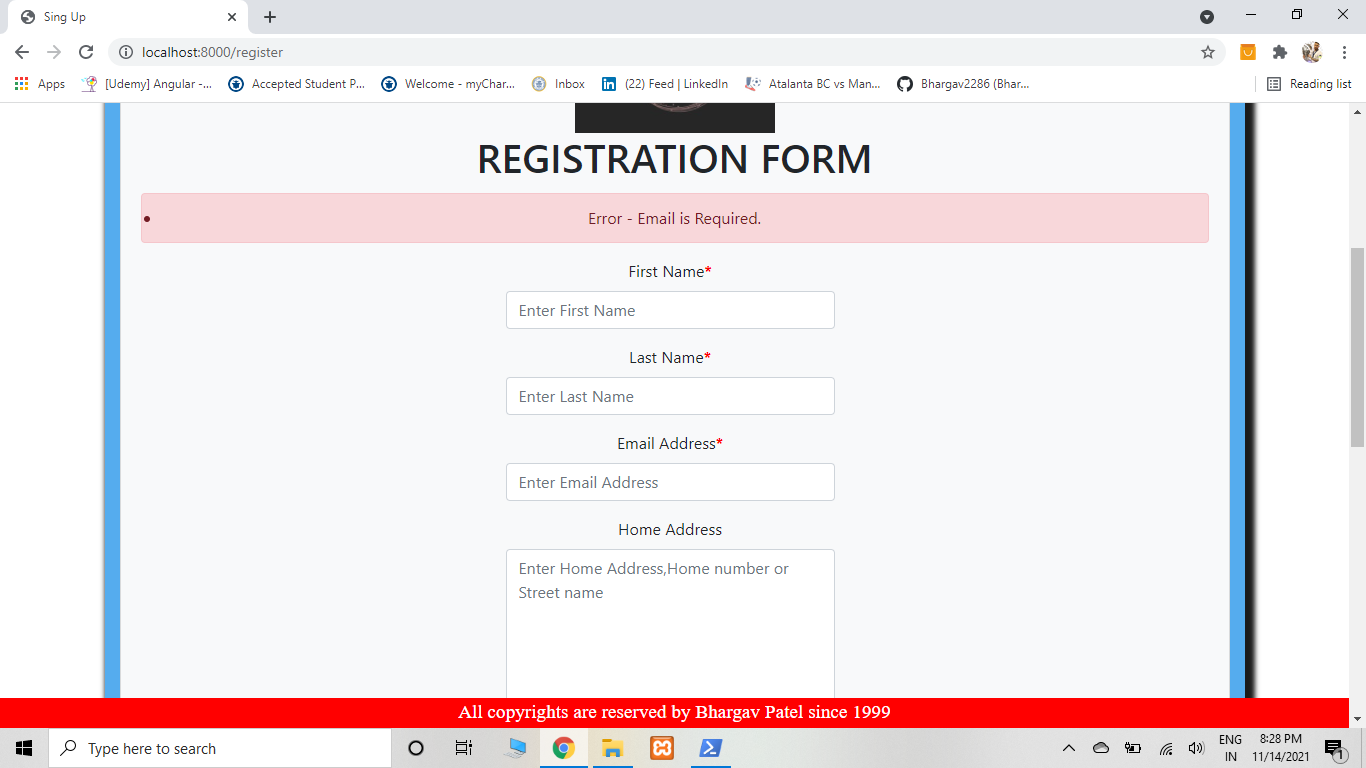 Sing Up
localhost:8000/register
Apps [Udemy] Angular -... Accepted Student P... Welcome - myChar... Inbox (22) Feed | LinkedIn Atalanta BC vs Man... Bhargav2286 (Bhar... Reading list
REGISTRATION FORM
• Error - Email is Required.
First Name*
Enter First Name
Last Name*
Enter Last Name
Email Address*
Enter Email Address
Home Address
Enter Home Address,Home number or
Street name
All copyrights are reserved by Bhargav Patel since 1999
Type here to search
ENG
IN
8:28 PM
11/14/2021
1